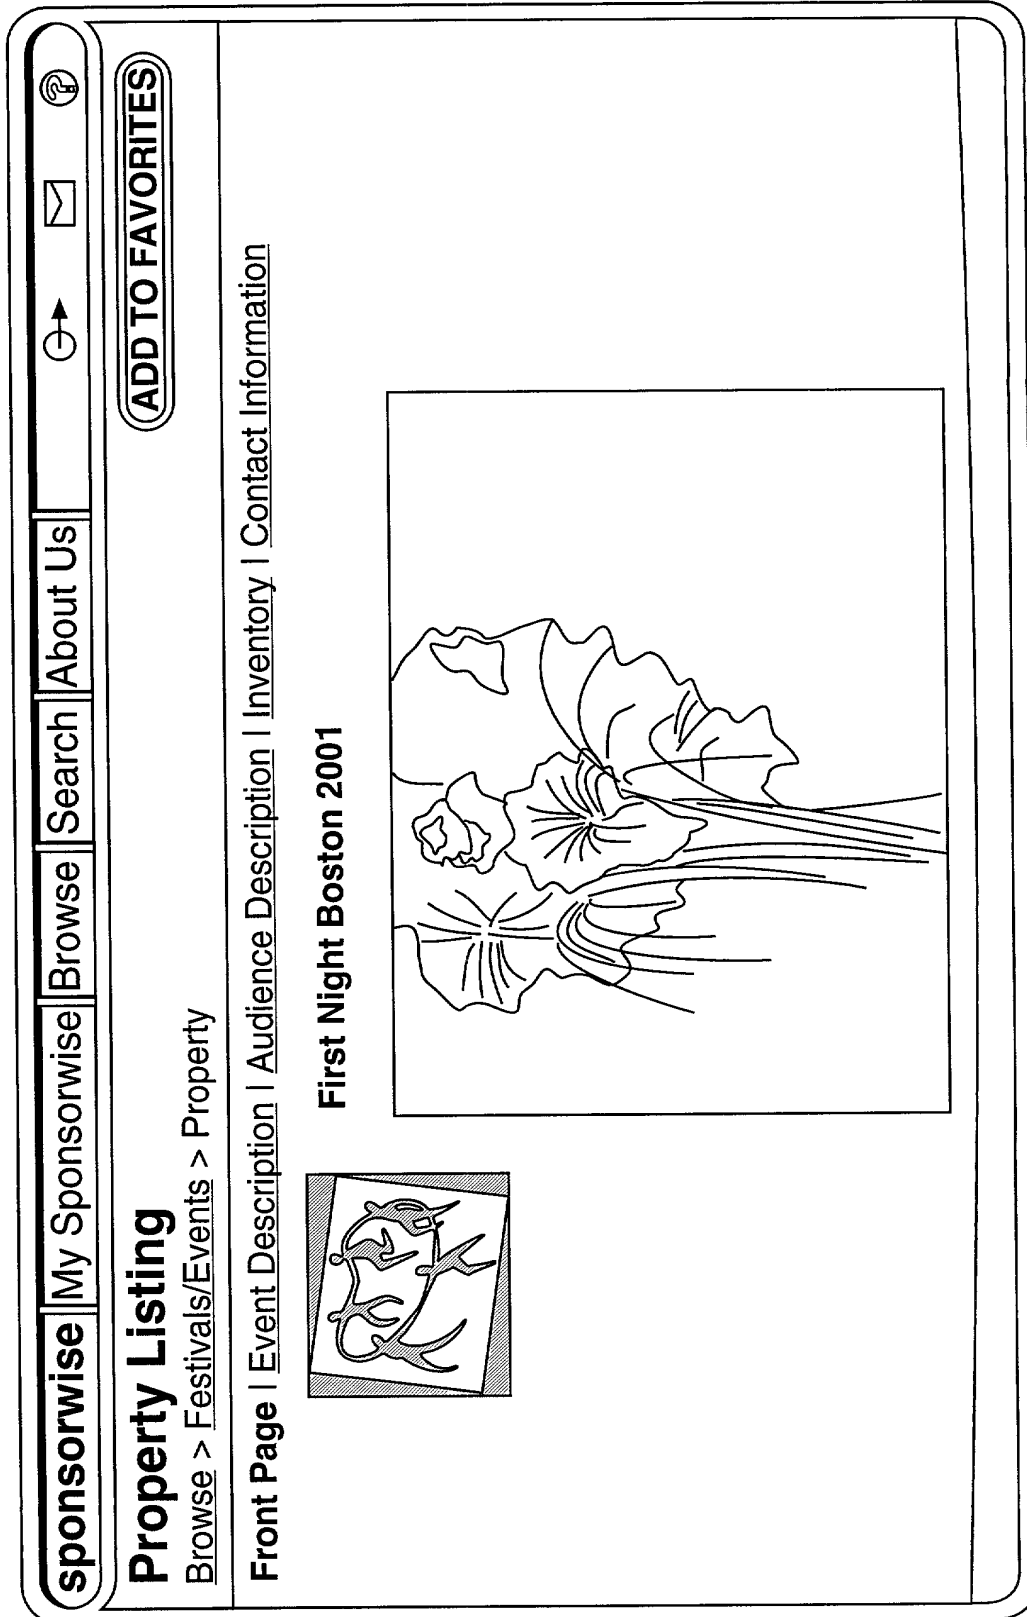 sponsorwise My Sponsorwise Browse Search About Us ?
Property Listing ADD TO FAVORITES
Browse > Festivals/Events > Property
Front Page | Event Description | Audience Description | Inventory | Contact Information
First Night Boston 2001